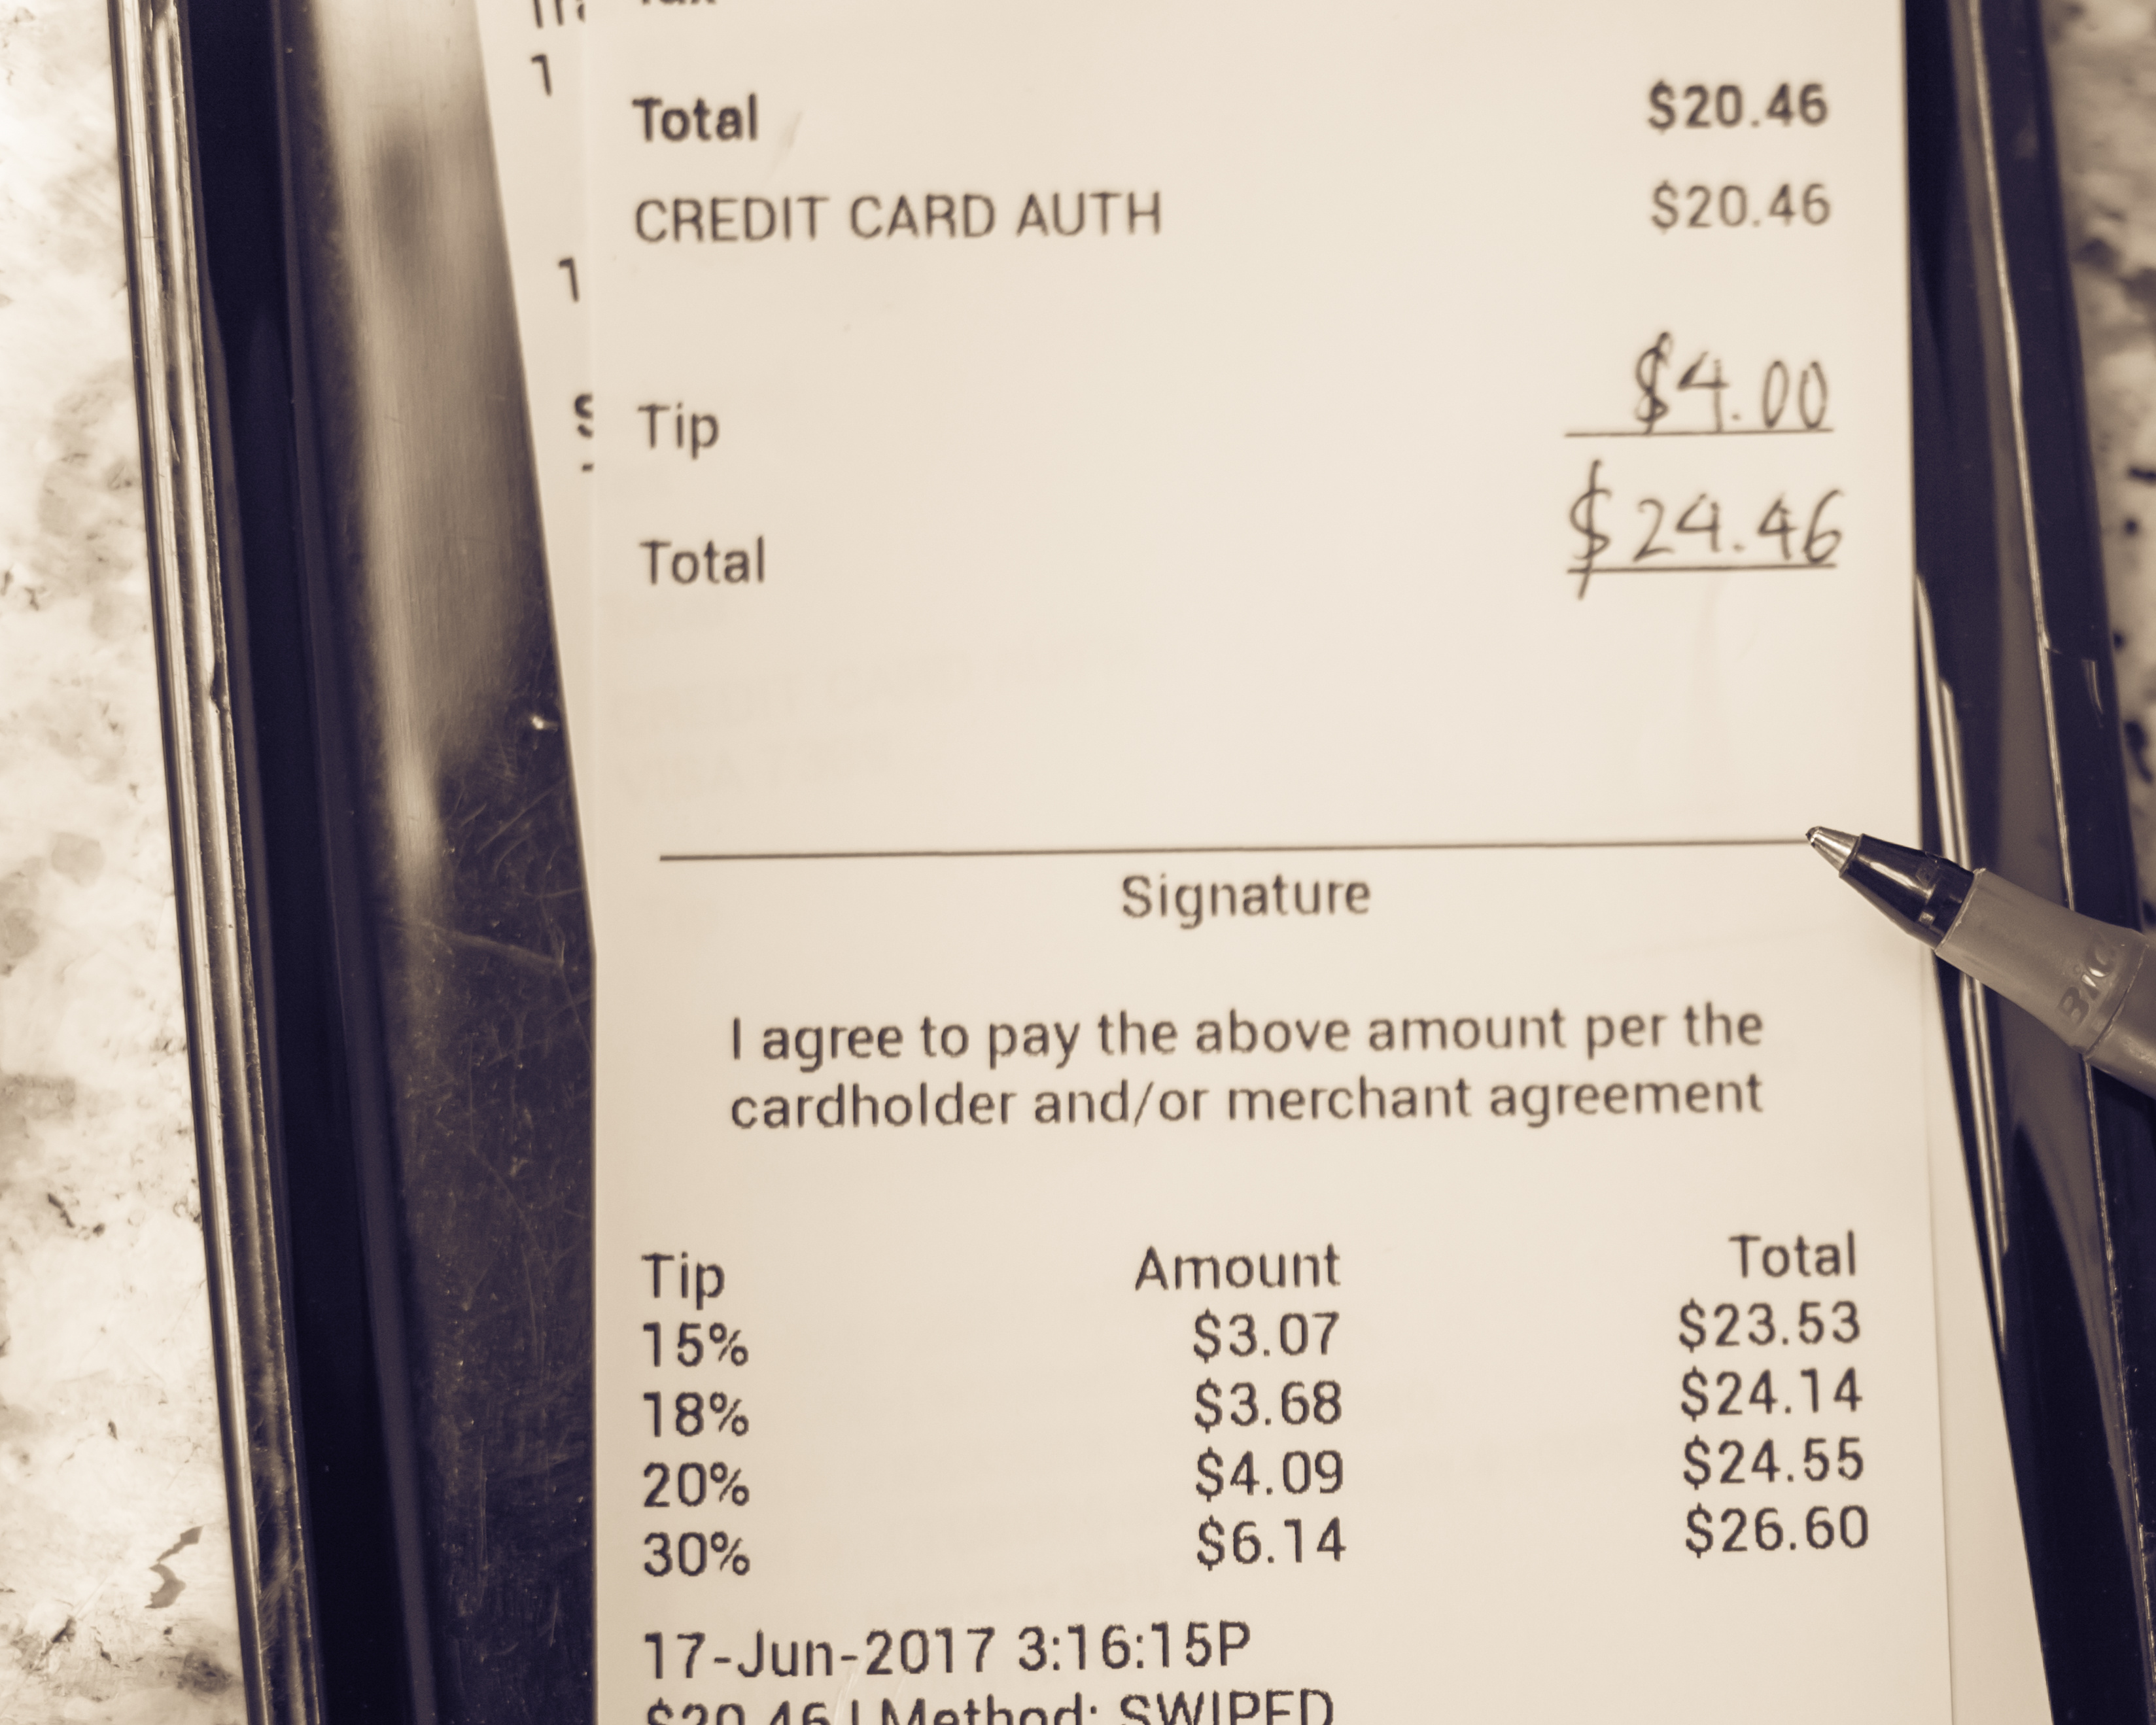 1
Total $20.46
CREDIT CARD AUTH $20.46
1
Tip $4.00
Total $24.46
Signature
BIC
I agree to pay the above amount per the
cardholder and/or merchant agreement
Tip Amount Total
15% $3.07 $23.53
18% $3.68 $24.14
20% $4.09 $24.55
30% $6.14 $26.60
17-Jun-2017 3:16:15P
$20.46 | Method: SWIPED